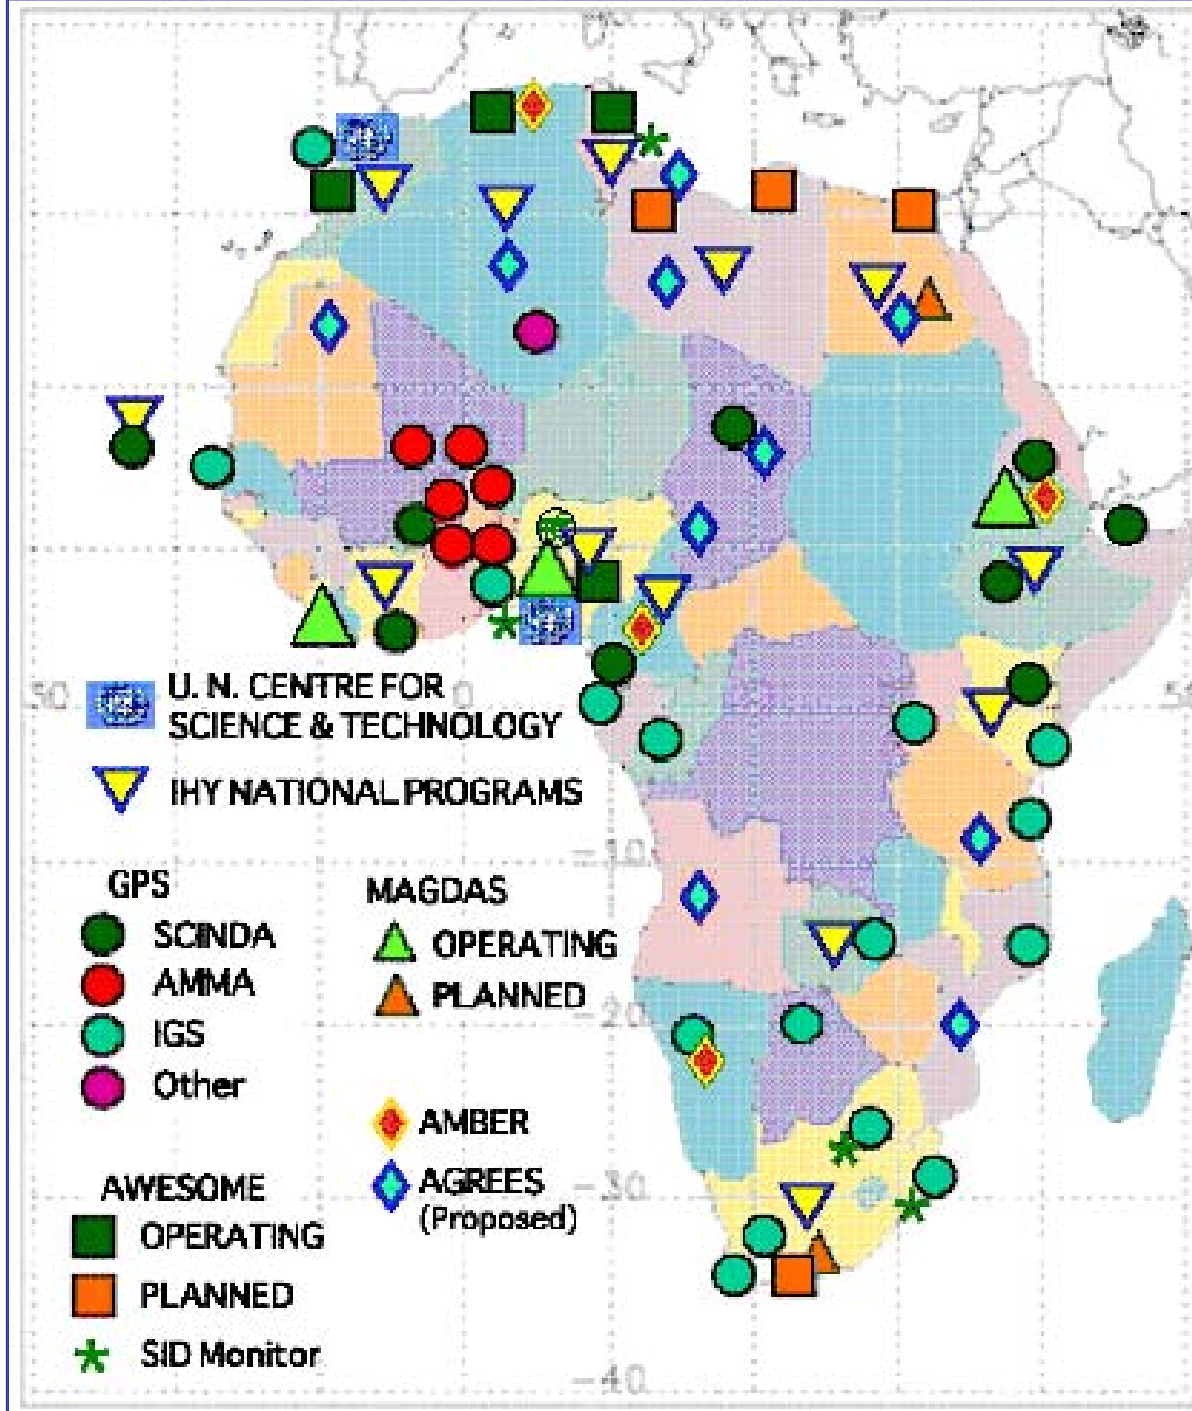 U. N. CENTRE FOR
SCIENCE & TECHNOLOGY
IHY NATIONAL PROGRAMS
0
-10
GPS
SCINDA
AMMA
IGS
Other
MAGDAS
OPERATING
PLANNED
-20
AMBER
AGREES
(Proposed)
-30
AWESOME
OPERATING
PLANNED
SID Monitor
-40